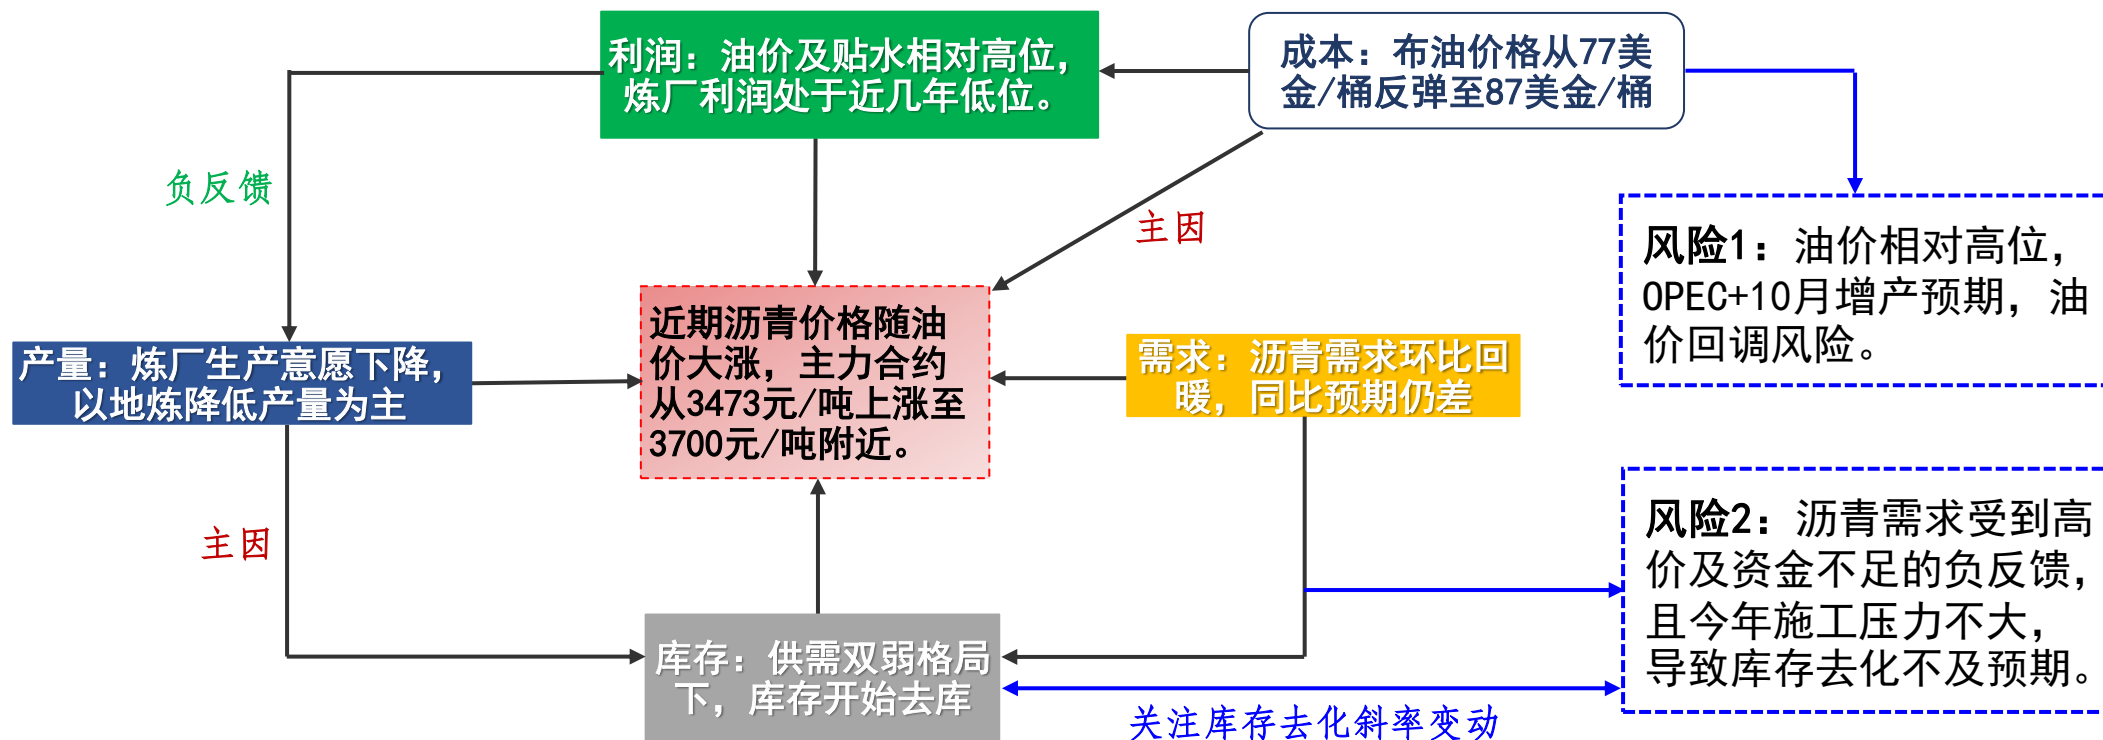 利润：油价及贴水相对高位，
炼厂利润处于近几年低位。
成本：布油价格从77美
金/桶反弹至87美金/桶
负反馈
主因
风险1：油价相对高位，
OPEC+10月增产预期，油
价回调风险。
近期沥青价格随油
价大涨，主力合约
从3473元/吨上涨至
3700元/吨附近。
产量：炼厂生产意愿下降，
以地炼降低产量为主
需求：沥青需求环比回
暖，同比预期仍差
主因
风险2：沥青需求受到高
价及资金不足的负反馈，
且今年施工压力不大，
导致库存去化不及预期。
库存：供需双弱格局
下，库存开始去库
关注库存去化斜率变动